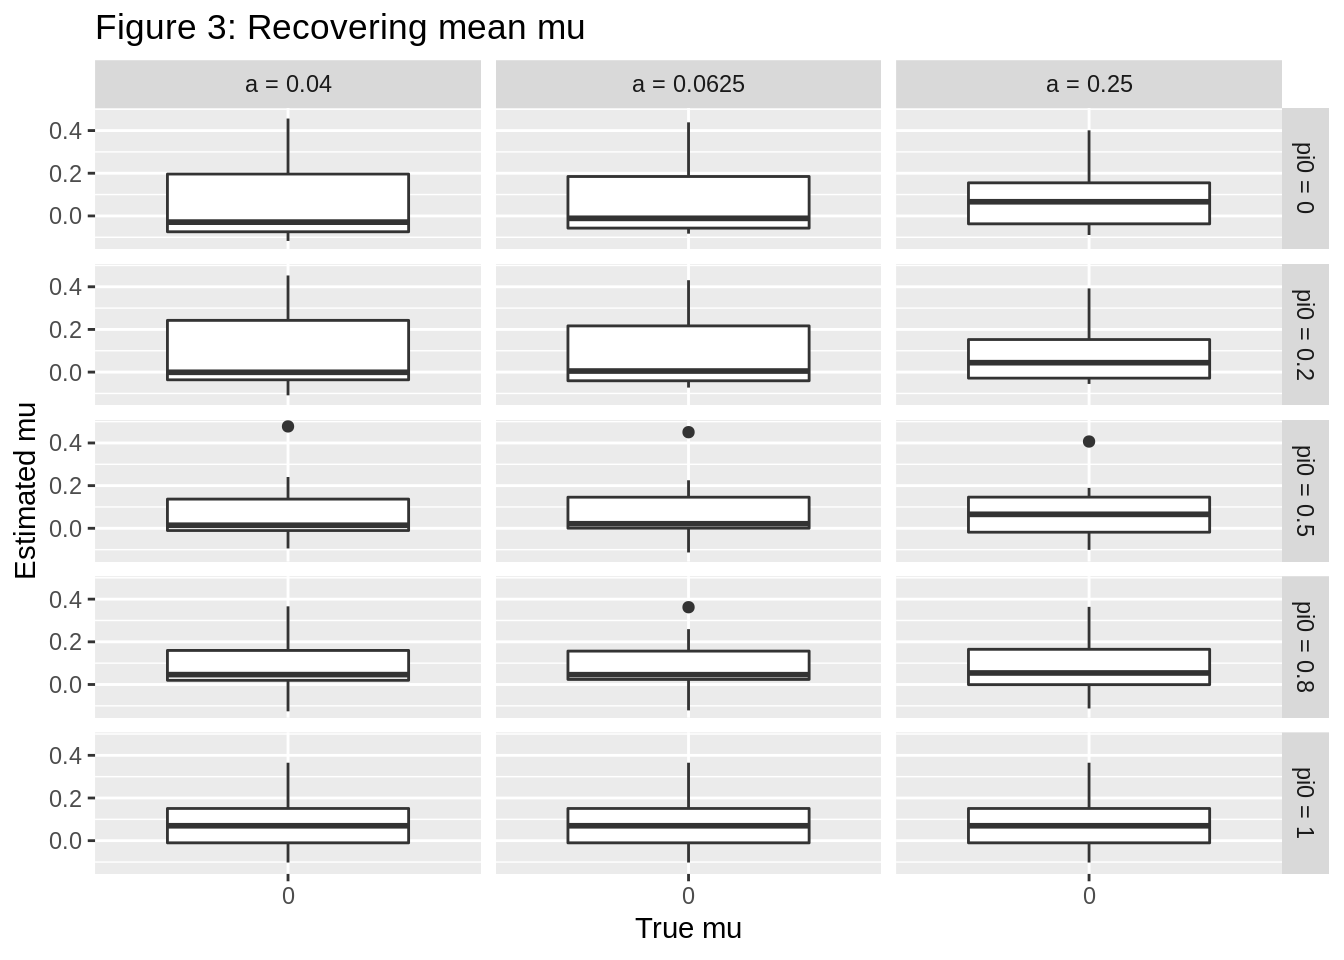 Figure 3: Recovering mean mu
a = 0.04
a = 0.0625
a = 0.25
0.4
0.2
0.0
pi0 = 0
0.4
0.2
0.0
pi0 = 0.2
0.4
0.2
0.0
pi0 = 0.5
0.4
0.2
0.0
pi0 = 0.8
0.4
0.2
0.0
pi0 = 1
Estimated mu
0
0
0
True mu